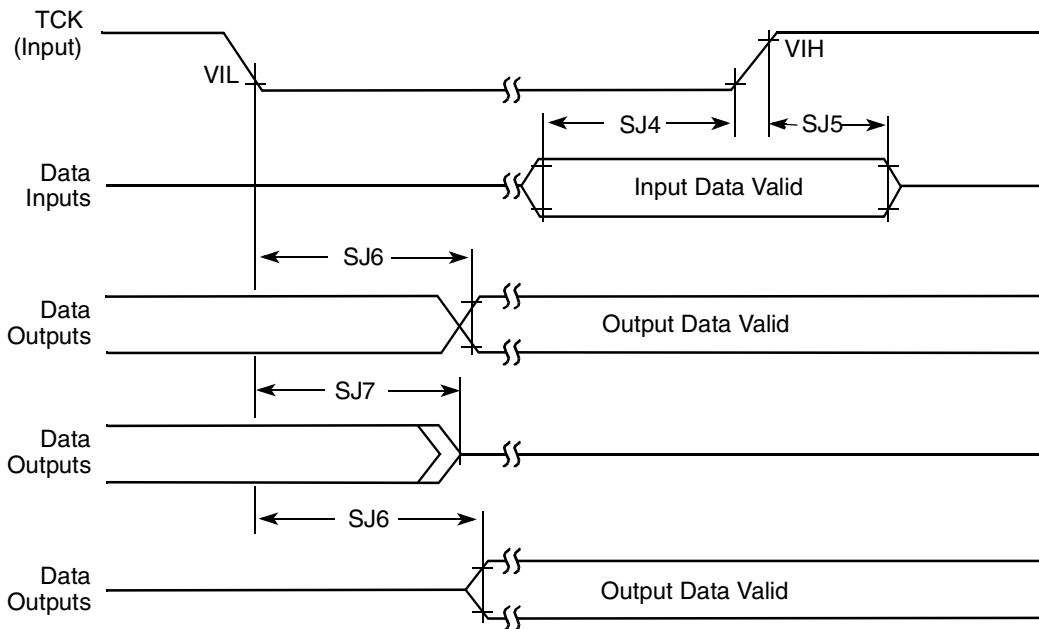 TCK
(Input)
VIL
VIH
SJ4
SJ5
Data
Inputs
Input Data Valid
SJ6
Data
Outputs
Output Data Valid
SJ7
Data
Outputs
SJ6
Data
Outputs
Output Data Valid